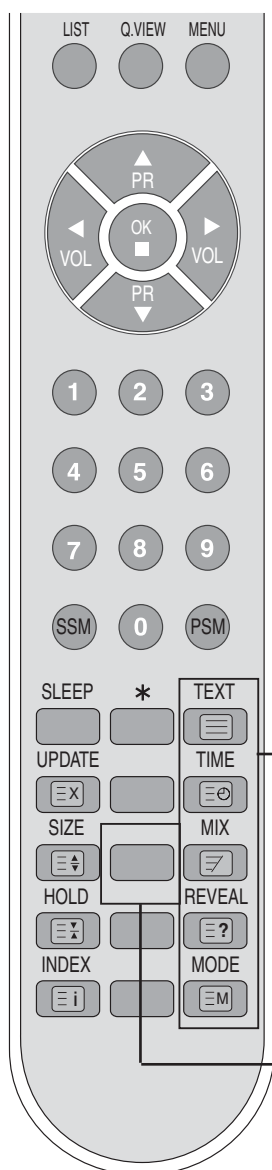 LIST Q.VIEW MENU
PR
OK
VOL VOL
PR
1 2 3
4 5 6
7 8 9
SSM 0 PSM
SLEEP * TEXT
UPDATE TIME
X
SIZE MIX
HOLD REVEAL
?
INDEX MODE
i M